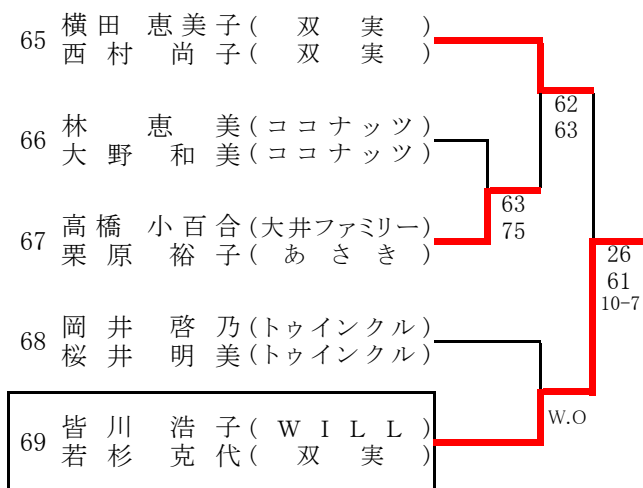 65 横田 恵美子(双実)
西村 尚子(双実)
62
63
66 林 恵美(ココナッツ)
大野和美(ココナッツ)
63
75
67 高橋 小百合(大井ファミリー)
栗原 裕子(あさき)
26
61
10-7
68 岡井 啓乃(トゥインクル)
桜井 明美(トゥインクル)
W.O
69 皆川 浩子(WILL)
若杉 克代(双実)